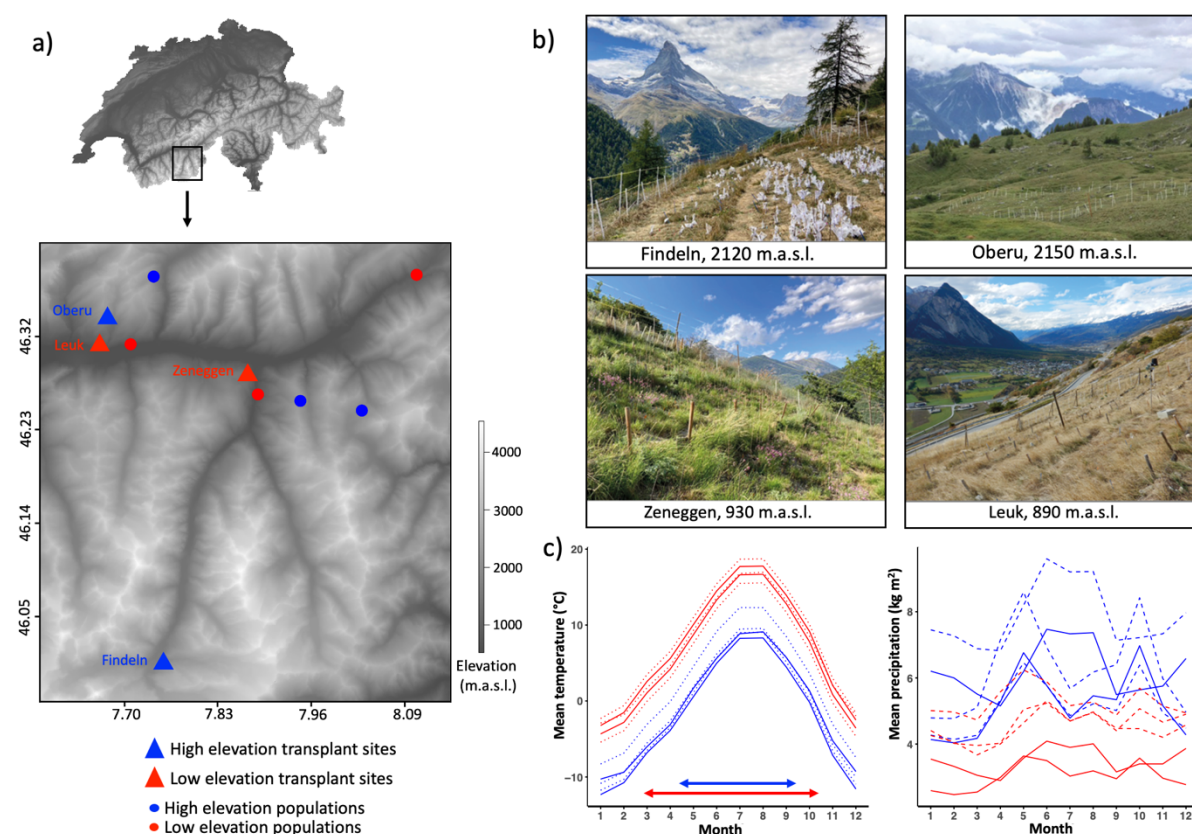 a)
Oberu
Leuk
Zeneggen
Findeln
46.32
46.23
46.14
46.05
7.70
7.83
7.96
8.09
4000
3000
2000
1000
Elevation
(m.a.s.l.)
High elevation transplant sites
Low elevation transplant sites
High elevation populations
Low elevation populations
b)
Findeln, 2120 m.a.s.l.
Oberu, 2150 m.a.s.l.
Zeneggen, 930 m.a.s.l.
Leuk, 890 m.a.s.l.
c)
Mean temperature (°C)
20
10
0
−10
1 2 3 4 5 6 7 8 9 10 11 12
Month
Mean precipitation (kg m²)
8
6
4
1 2 3 4 5 6 7 8 9 10 11 12
Month